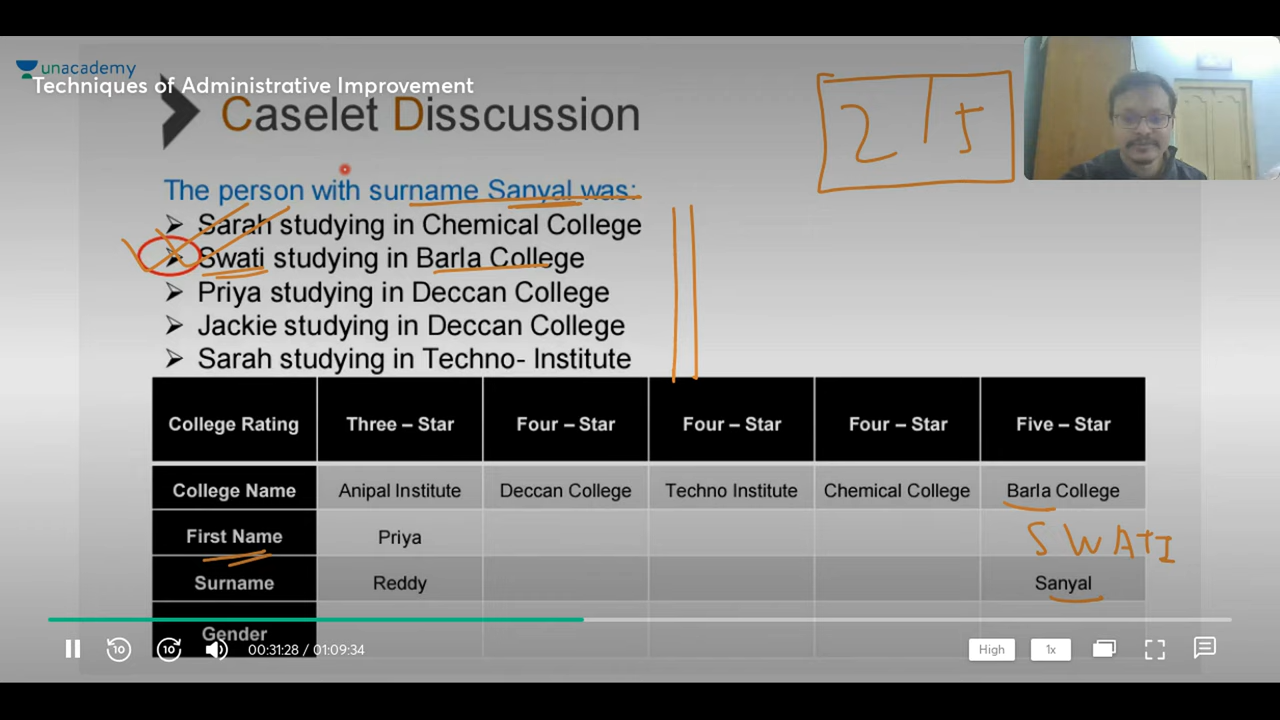 unacademy
Techniques of Administrative Improvement
Caselet Disscussion
2 / 5
The person with surname Sanyal was:
Sarah studying in Chemical College
Swati studying in Barla College
Priya studying in Deccan College
Jackie studying in Deccan College
Sarah studying in Techno- Institute
College Rating Three – Star Four – Star Four – Star Four – Star Five – Star
College Name Anipal Institute Deccan College Techno Institute Chemical College Barla College
First Name Priya SWATI
Surname Reddy Sanyal
Gender
10 10 00:31:28 / 01:09:34 High 1x